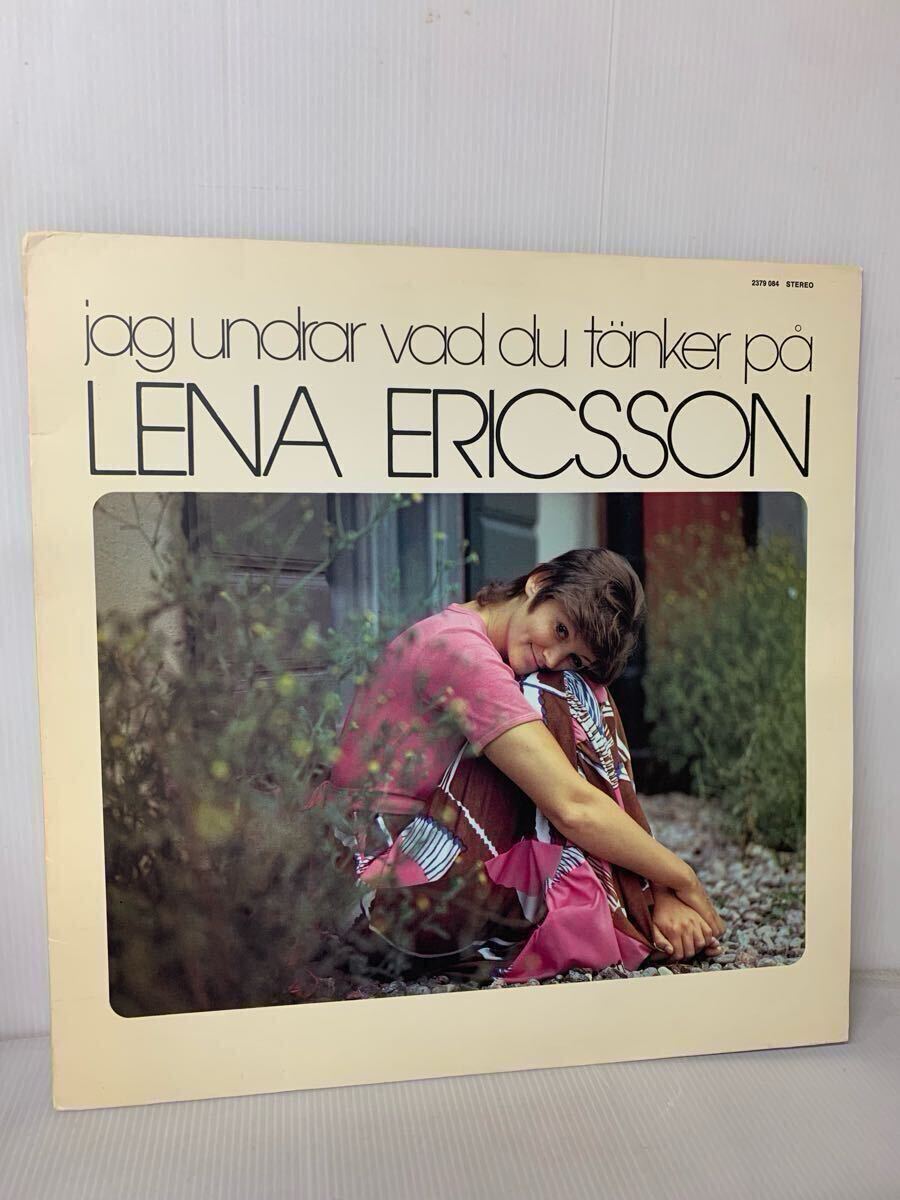 2379 084 STEREO
jag undrar vad du tänker på
LENA ERICSSON